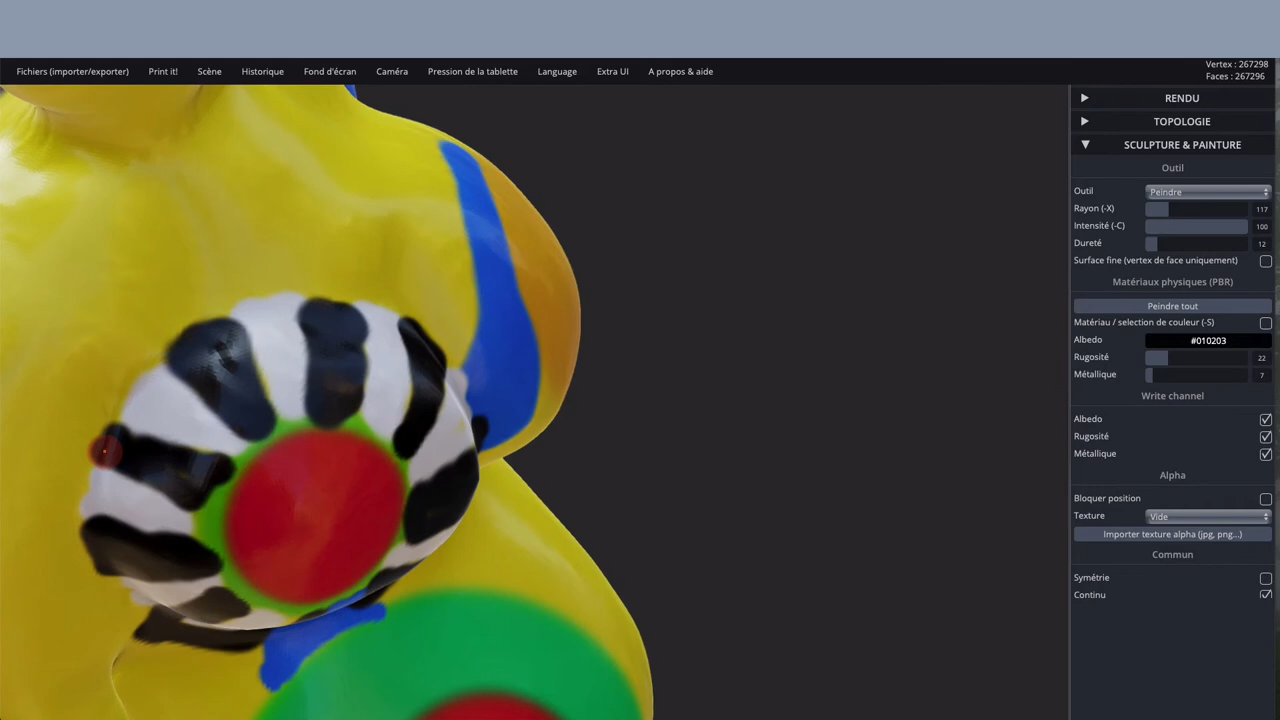 Fichiers (importer/exporter) Print it! Scène Historique Fond d'écran Caméra Pression de la tablette Language Extra UI A propos & aide
Vertex : 267298
Faces : 267296
RENDU
TOPOLOGIE
SCULPTURE & PAINTURE
Outil
Outil Peindre
Rayon (-X) 117
Intensité (-C) 100
Dureté 12
Surface fine (vertex de face uniquement)
Matériaux physiques (PBR)
Peindre tout
Matériau / selection de couleur (-S)
Albedo #010203
Rugosité 22
Métallique 7
Write channel
Albedo
Rugosité
Métallique
Alpha
Bloquer position
Texture Vide
Importer texture alpha (jpg, png...)
Commun
Symétrie
Continu